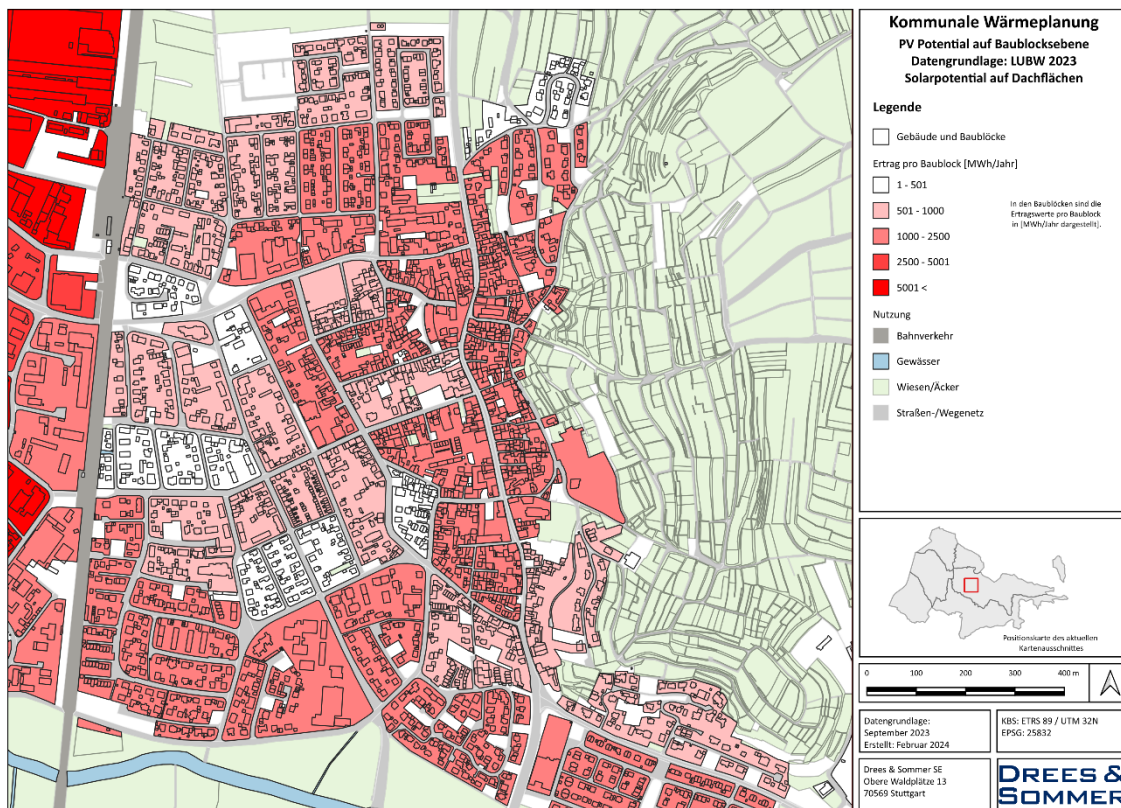 Kommunale Wärmeplanung
PV Potential auf Baublocksebene
Datengrundlage: LUBW 2023
Solarpotential auf Dachflächen
Legende
Gebäude und Baublöcke
Ertrag pro Baublock [MWh/Jahr]
1 - 501
501 - 1000
1000 - 2500
2500 - 5001
5001 <
In den Baublöcken sind die
Ertragswerte pro Baublock
in [MWh/Jahr dargestellt].
Nutzung
Bahnverkehr
Gewässer
Wiesen/Äcker
Straßen-/Wegenetz
Positionskarte des aktuellen
Kartenausschnittes
0 100 200 300 400 m
Datengrundlage:
September 2023
Erstellt: Februar 2024
KBS: ETRS 89 / UTM 32N
EPSG: 25832
Drees & Sommer SE
Obere Waldplätze 13
70569 Stuttgart
DREES &
SOMMER